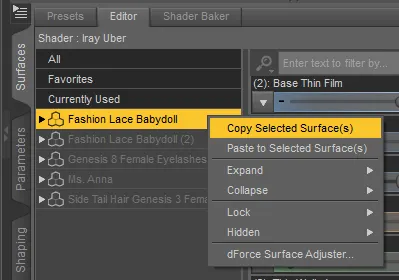 Presets Editor Shader Baker
Shader : Iray Uber
All
Favorites
Currently Used
Fashion Lace Babydoll
Fashion Lace Babydoll (2)
Genesis 8 Female Eyelashes
Ms. Anna
Side Tail Hair Genesis 3 Fema
Enter text to filter by...
(2): Base Thin Film
Copy Selected Surface(s)
Paste to Selected Surface(s)
Expand
Collapse
Lock
Hidden
dForce Surface Adjuster...
Surfaces
Parameters
Shaping